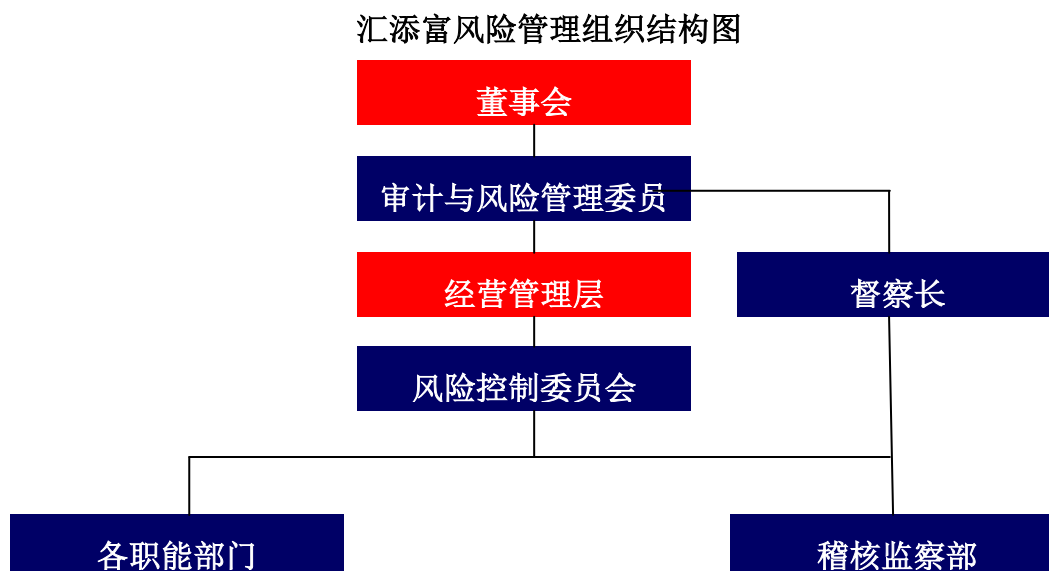 汇添富风险管理组织结构图
董事会
审计与风险管理委员
经营管理层
督察长
风险控制委员会
各职能部门
稽核监察部